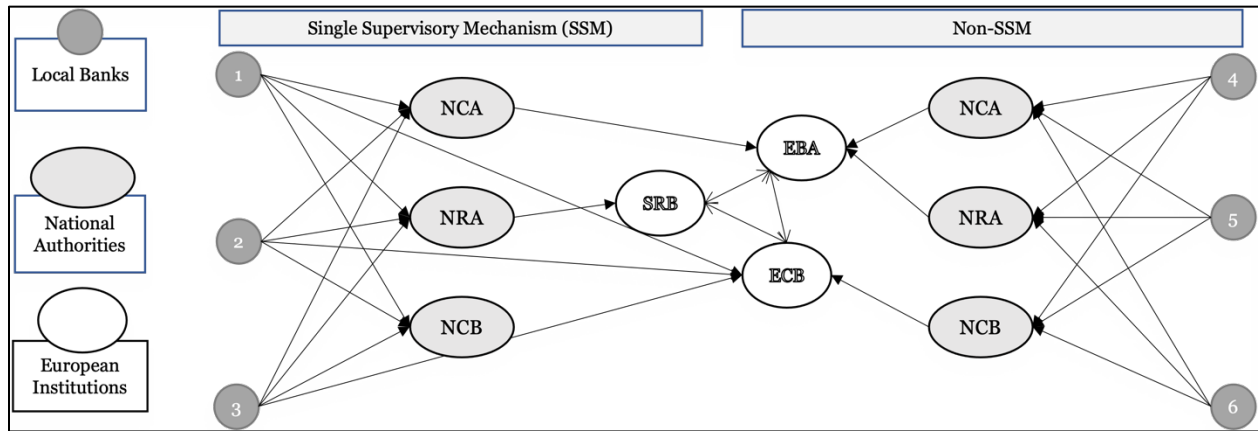 Local Banks
National
Authorities
European
Institutions
Single Supervisory Mechanism (SSM)
Non-SSM
1
2
3
NCA
NRA
NCB
SRB
EBA
ECB
NCA
NRA
NCB
4
5
6